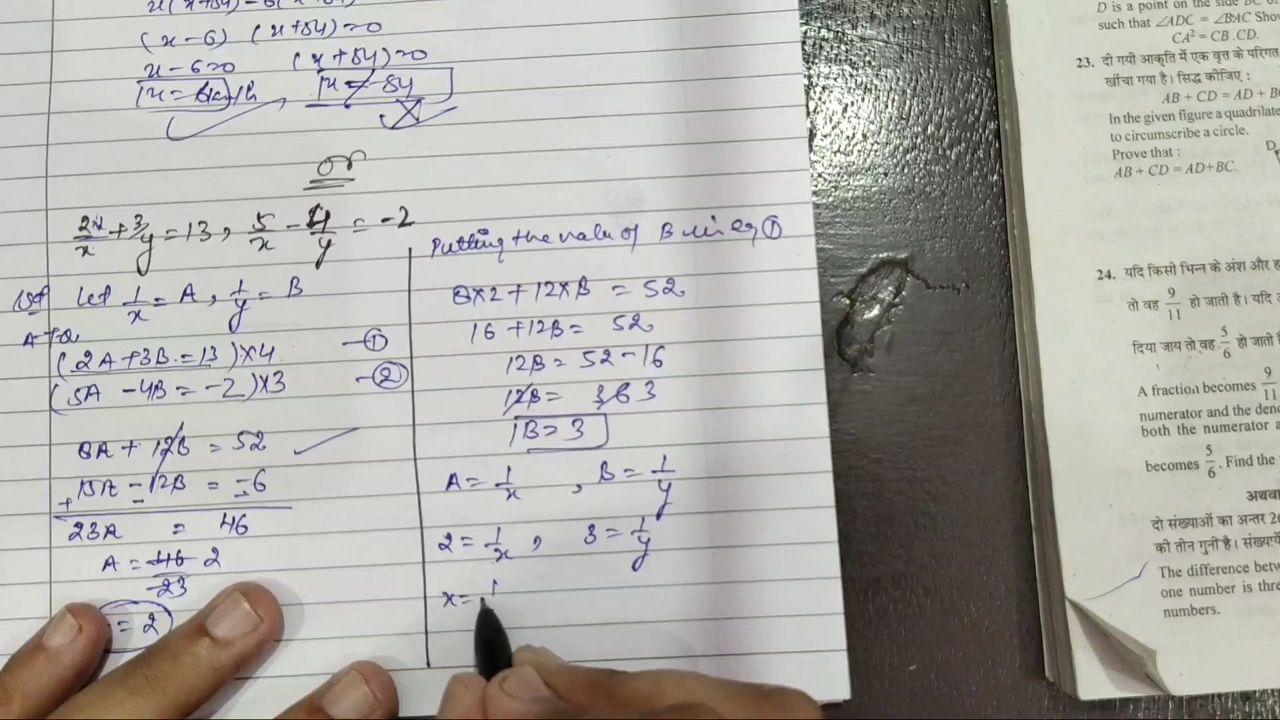 (x-6) (x+84)=0
x-6=0 (x+84)=0
x = -84
or
2/x + 3/y = 13, 5/x - 4/y = -2
Let 1/x = A, 1/y = B
(2A+3B=13)×4 -①
(5A -4B = -2)×3 -②
8A + 12B = 52
15A - 12B = -6
23A = 46
A = 46 2
23
= 2
Putting the value of B in eq ①
8×2+12×B = 52
16 +12B = 52
12B = 52-16
12B = 36 3
B = 3
A = 1/x , B = 1/y
2 = 1/x , 3 = 1/y
x =
D is a point on the side BC
such that ∠ADC = ∠BAC Sho
CA² = CB.CD.
23. दी गयी आकृति में एक वृत्त के परिगत
खींचा गया है। सिद्ध कीजिए :
AB + CD = AD + B
In the given figure a quadrilate
to circumscribe a circle.
Prove that :
AB + CD = AD+BC.
D
24. यदि किसी भिन्न के अंश और ह
तो वह 9/11 हो जाती है। यदि
दिया जाय तो वह 5/6 हो जाती
A fraction becomes 9/11
numerator and the den
both the numerator a
becomes 5/6. Find the
अथवा
दो संख्याओं का अन्तर 2
की तीन गुनी है। संख्या
The difference betw
one number is thre
numbers.